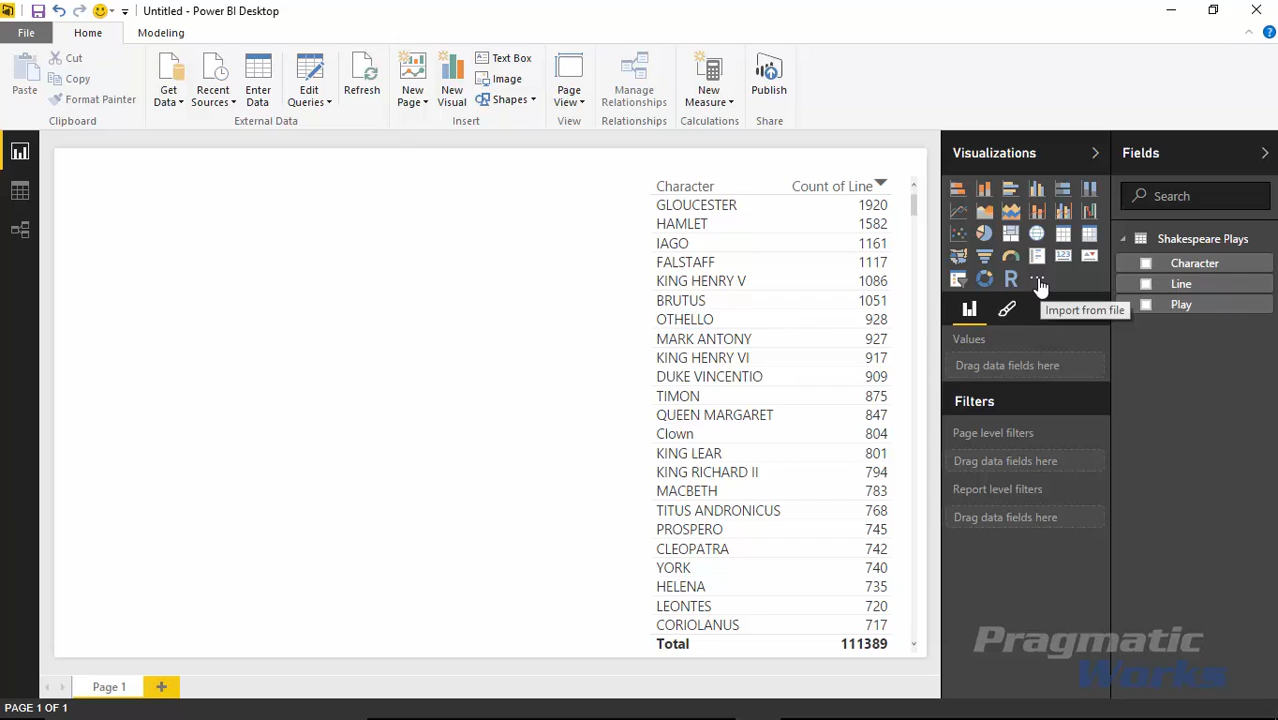 Untitled - Power BI Desktop
File
Home
Modeling
Paste
Cut
Copy
Format Painter
Clipboard
Get Data
Recent Sources
Enter Data
Edit Queries
Refresh
External Data
New Page
New Visual
Text Box
Image
Shapes
Insert
Page View
View
Manage Relationships
Relationships
New Measure
Calculations
Publish
Share
Character Count of Line
GLOUCESTER 1920
HAMLET 1582
IAGO 1161
FALSTAFF 1117
KING HENRY V 1086
BRUTUS 1051
OTHELLO 928
MARK ANTONY 927
KING HENRY VI 917
DUKE VINCENTIO 909
TIMON 875
QUEEN MARGARET 847
Clown 804
KING LEAR 801
KING RICHARD II 794
MACBETH 783
TITUS ANDRONICUS 768
PROSPERO 745
CLEOPATRA 742
YORK 740
HELENA 735
LEONTES 720
CORIOLANUS 717
Total 111389
Visualizations
R
123
Import from file
Values
Drag data fields here
Filters
Page level filters
Drag data fields here
Report level filters
Drag data fields here
Fields
Search
Shakespeare Plays
Character
Line
Play
Pragmatic
Works
Page 1
PAGE 1 OF 1